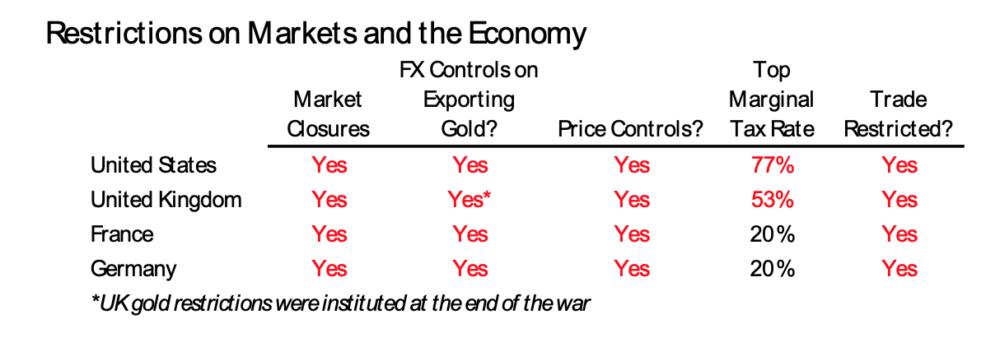 Restrictions on Markets and the Economy
FX Controls on Top
Market Exporting Marginal Trade
Closures Gold? Price Controls? Tax Rate Restricted?
United States Yes Yes Yes 77% Yes
United Kingdom Yes Yes* Yes 53% Yes
France Yes Yes Yes 20% Yes
Germany Yes Yes Yes 20% Yes
*UK gold restrictions were instituted at the end of the war